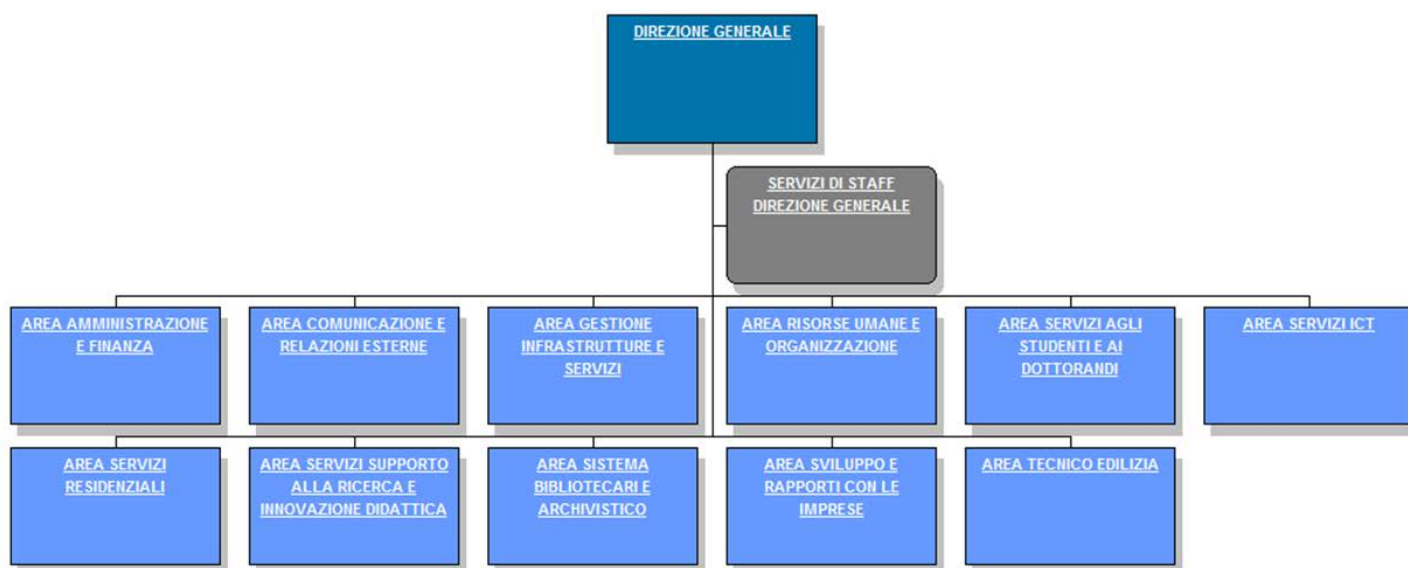 DIREZIONE GENERALE
SERVIZI DI STAFF
DIREZIONE GENERALE
AREA AMMINISTRAZIONE
E FINANZA
AREA COMUNICAZIONE E
RELAZIONI ESTERNE
AREA GESTIONE
INFRASTRUTTURE E
SERVIZI
AREA RISORSE UMANE E
ORGANIZZAZIONE
AREA SERVIZI AGLI
STUDENTI E AI
DOTTORANDI
AREA SERVIZI ICT
AREA SERVIZI
RESIDENZIALI
AREA SERVIZI SUPPORTO
ALLA RICERCA E
INNOVAZIONE DIDATTICA
AREA SISTEMA
BIBLIOTECARI E
ARCHIVISTICO
AREA SVILUPPO E
RAPPORTI CON LE
IMPRESE
AREA TECNICO EDILIZIA